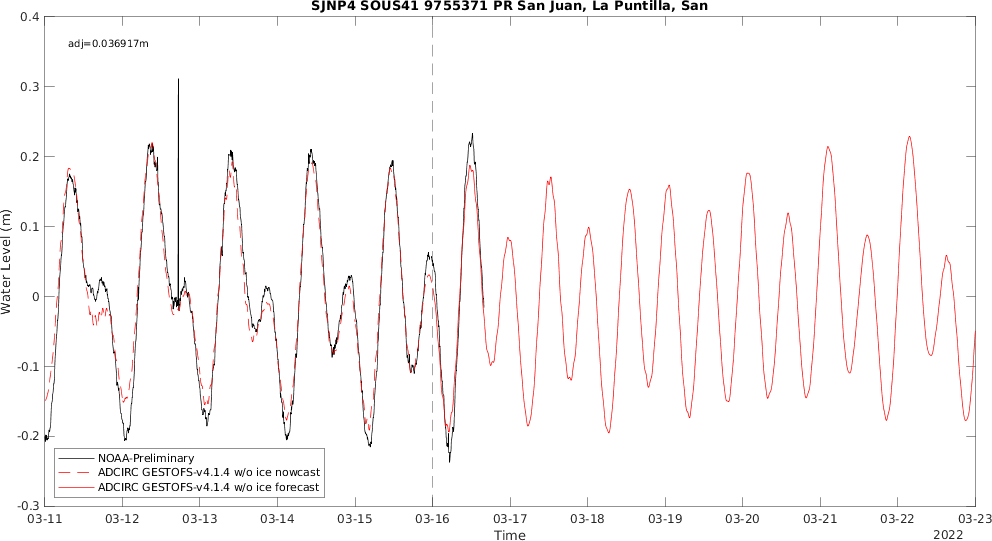 SJNP4 SOUS41 9755371 PR San Juan, La Puntilla, San
adj=0.036917m
0.4
0.3
0.2
0.1
0
-0.1
-0.2
-0.3
Water Level (m)
NOAA-Preliminary
ADCIRC GESTOFS-v4.1.4 w/o ice nowcast
ADCIRC GESTOFS-v4.1.4 w/o ice forecast
03-11 03-12 03-13 03-14 03-15 03-16 03-17 03-18 03-19 03-20 03-21 03-22 03-23
Time
2022